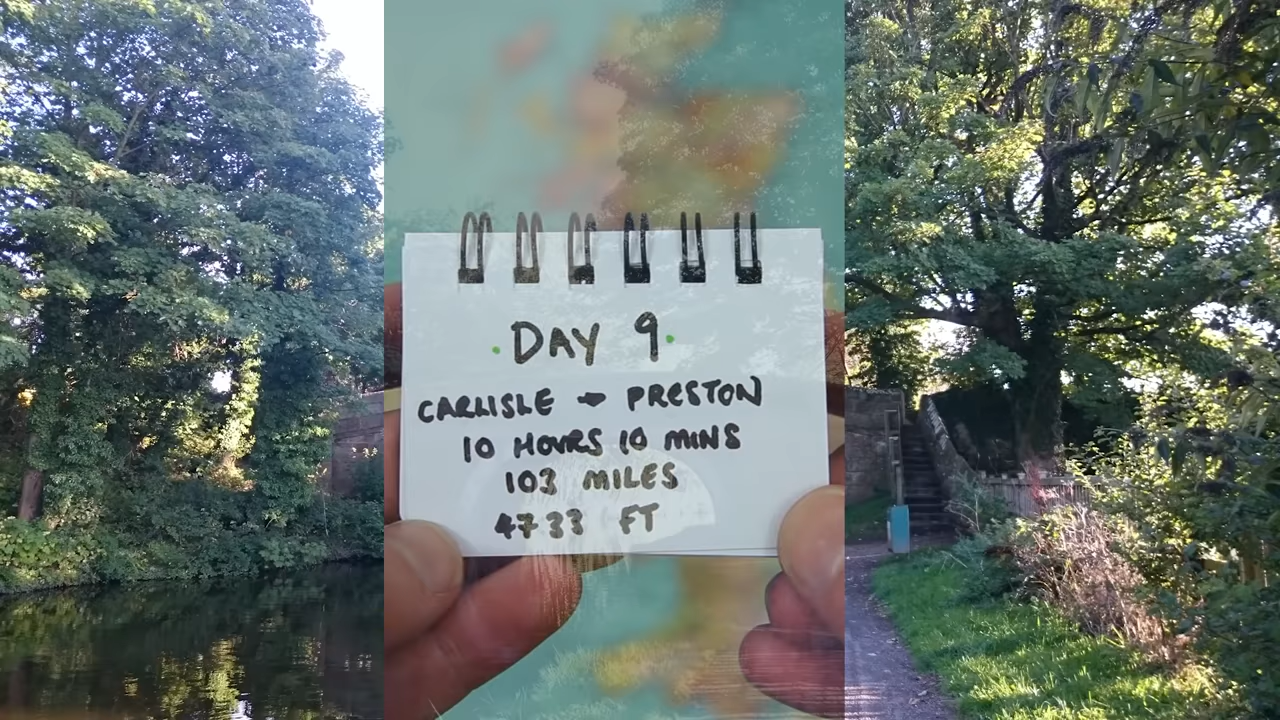 DAY 9
CARLISLE → PRESTON
10 HOURS 10 MINS
103 MILES
4733 FT